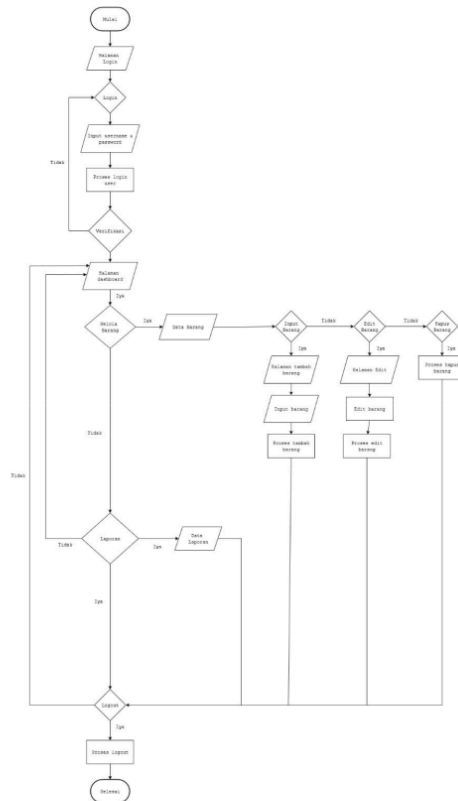 Mulai
Halaman
Login
Login
Input username &
password
Tidak
Proses login
user
Verifikasi
Halaman
dashboard
Iya
Barang
Iya
Data Barang
Input
Barang
Tidak
Edit
Barang
Tidak
Hapus
Barang
Iya
Iya
Iya
Halaman tambah
barang
Halaman Edit
Proses hapus
barang
Input barang
Edit barang
Proses tambah
barang
Proses edit
barang
Tidak
Tidak
Laporan
Tidak
Iya
Data
Laporan
Iya
Logout
Iya
Proses logout
Selesai